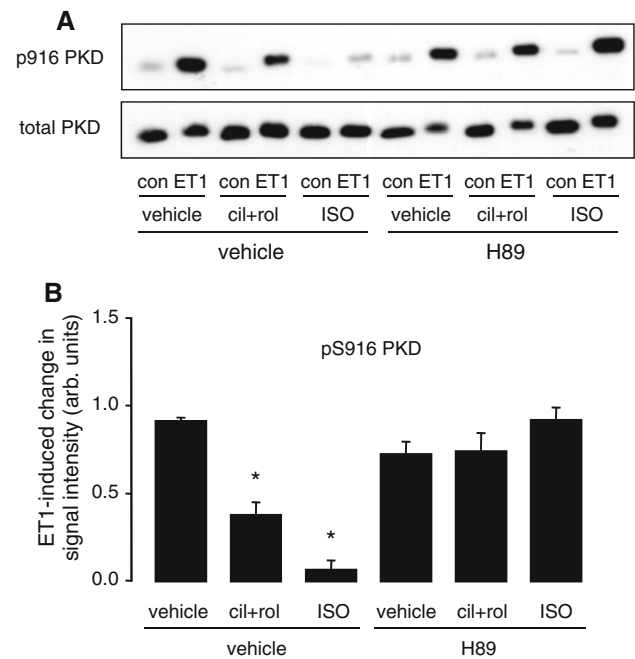 A
p916 PKD
total PKD
con ET1 con ET1 con ET1 con ET1 con ET1 con ET1
vehicle cil+rol ISO vehicle cil+rol ISO
vehicle H89
B
ET1-induced change in
signal intensity (arb. units)
1.5
1.0
0.5
0.0
pS916 PKD
* *
vehicle cil+rol ISO vehicle cil+rol ISO
vehicle H89